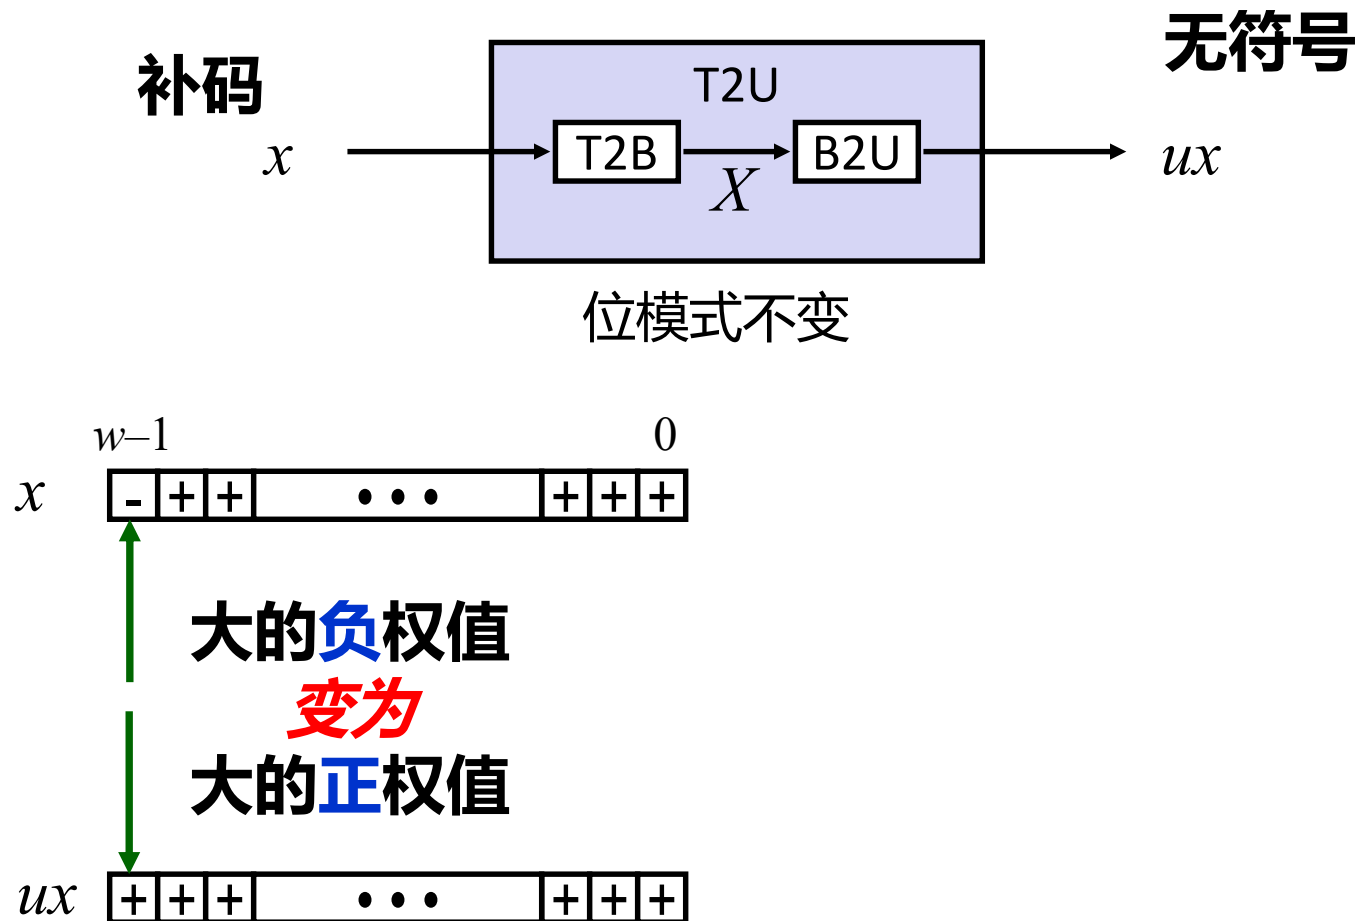 补码
无符号
T2U
x
T2B
B2U
ux
X
位模式不变
w–1
0
x
- + + • • • + + +
大的负权值
变为
大的正权值
ux
+ + + • • • + + +